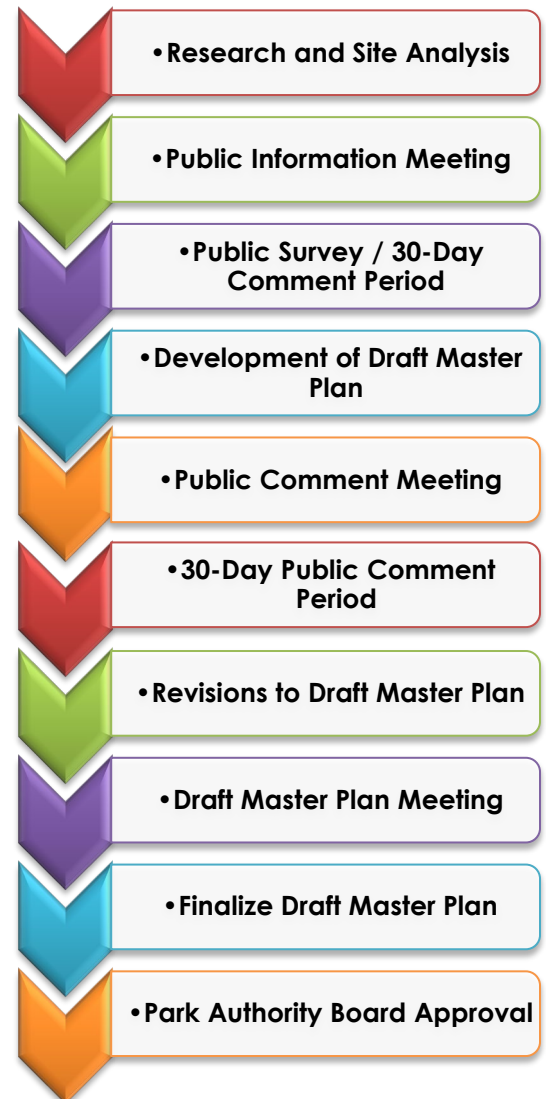 •Research and Site Analysis
•Public Information Meeting
•Public Survey / 30-Day
Comment Period
•Development of Draft Master
Plan
•Public Comment Meeting
•30-Day Public Comment
Period
•Revisions to Draft Master Plan
•Draft Master Plan Meeting
•Finalize Draft Master Plan
•Park Authority Board Approval